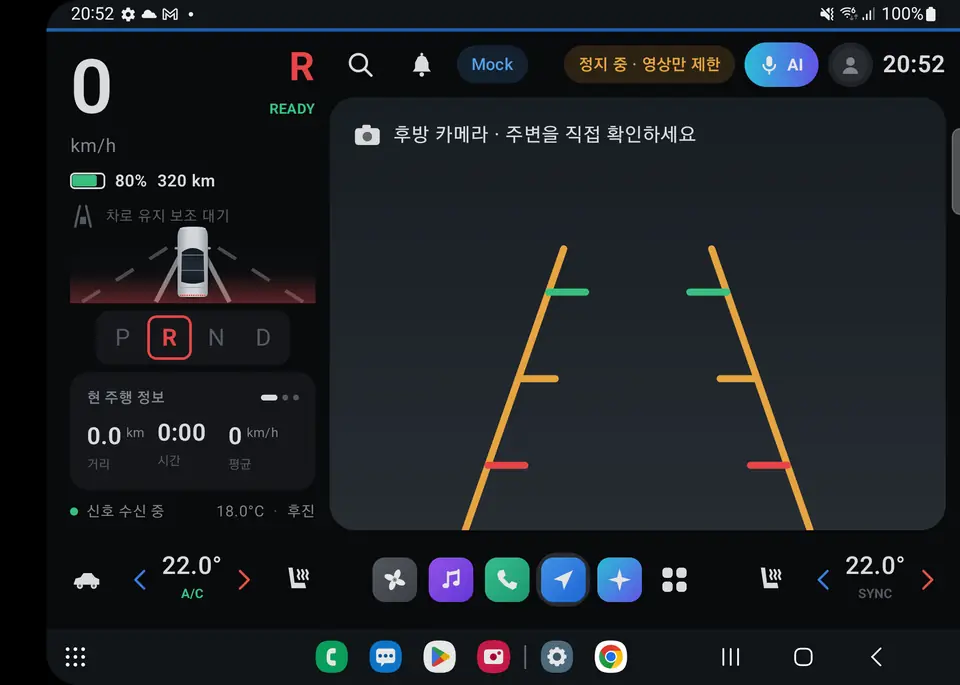 20:52
100%
0
R
READY
km/h
80% 320 km
차로 유지 보조 대기
P R N D
현 주행 정보
0.0 km 0:00 0 km/h
거리 시간 평균
신호 수신 중 18.0°C · 후진
Mock
정지 중 · 영상만 제한
AI
20:52
후방 카메라 · 주변을 직접 확인하세요
22.0°
A/C
22.0°
SYNC